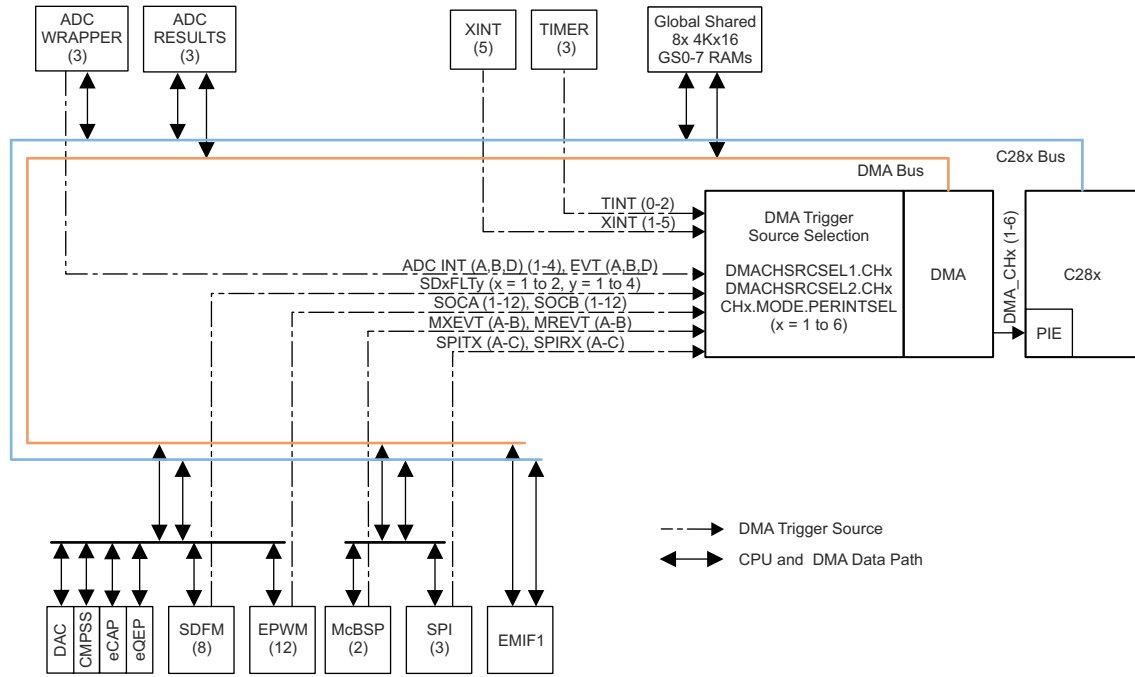 ADC
WRAPPER
(3)
ADC
RESULTS
(3)
XINT
(5)
TIMER
(3)
Global Shared
8x 4Kx16
GS0-7 RAMs
C28x Bus
DMA Bus
TINT (0-2)
XINT (1-5)
ADC INT (A,B,D) (1-4), EVT (A,B,D)
SDxFLTy (x = 1 to 2, y = 1 to 4)
SOCA (1-12), SOCB (1-12)
MXEVT (A-B), MREVT (A-B)
SPITX (A-C), SPIRX (A-C)
DMA Trigger
Source Selection
DMACHSRCSEL1.CHx
DMACHSRCSEL2.CHx
CHx.MODE.PERINTSEL
(x = 1 to 6)
DMA
DMA_CHx (1-6)
C28x
PIE
DMA Trigger Source
CPU and DMA Data Path
DAC
CMPSS
eCAP
eQEP
SDFM
(8)
EPWM
(12)
McBSP
(2)
SPI
(3)
EMIF1